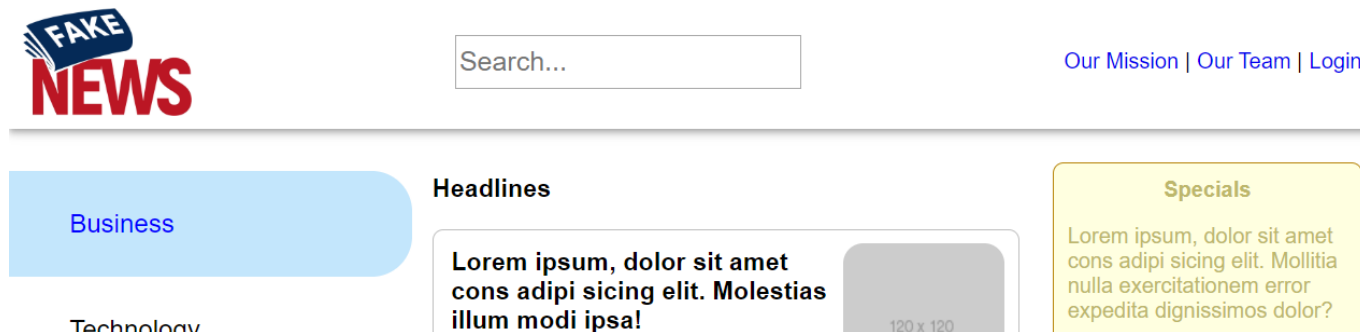 FAKE
NEWS
Search...
Our Mission | Our Team | Login
Business
Technology
Headlines
Lorem ipsum, dolor sit amet
cons adipi sicing elit. Molestias
illum modi ipsa!
120 x 120
Specials
Lorem ipsum, dolor sit amet
cons adipi sicing elit. Mollitia
nulla exercitationem error
expedita dignissimos dolor?